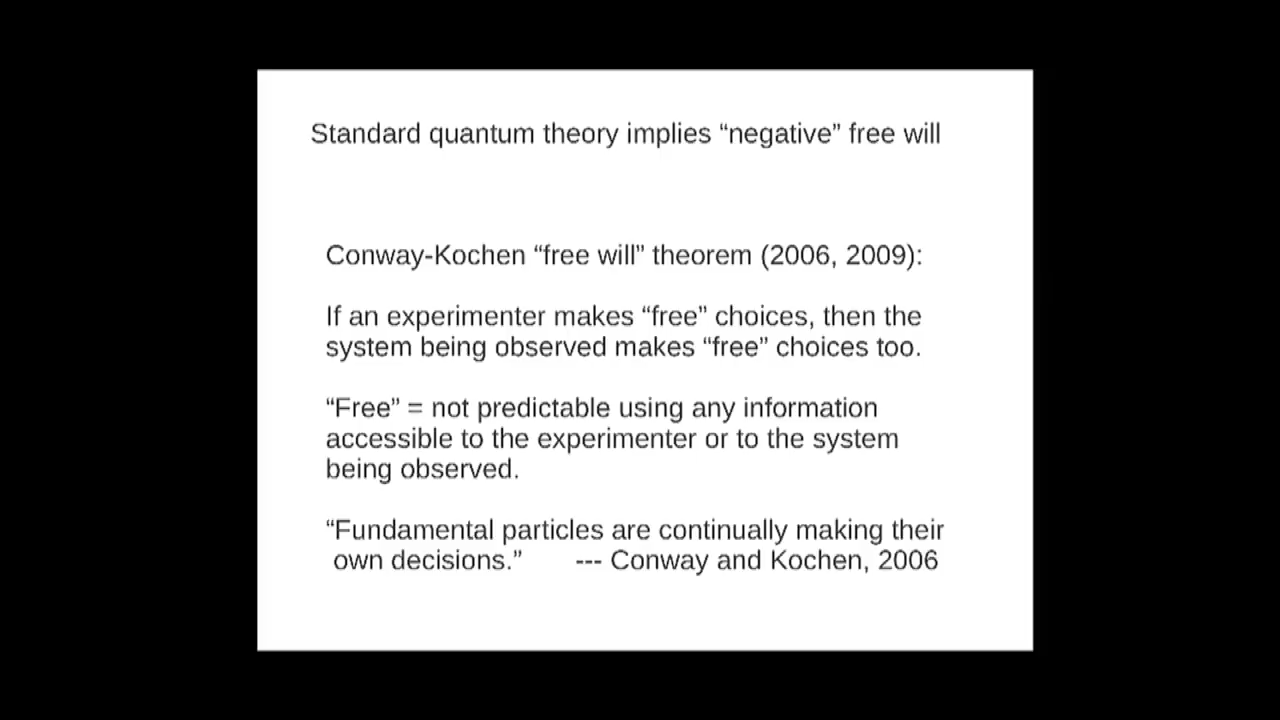 Standard quantum theory implies “negative” free will
Conway-Kochen “free will” theorem (2006, 2009):
If an experimenter makes “free” choices, then the
system being observed makes “free” choices too.
“Free” = not predictable using any information
accessible to the experimenter or to the system
being observed.
“Fundamental particles are continually making their
own decisions.” --- Conway and Kochen, 2006